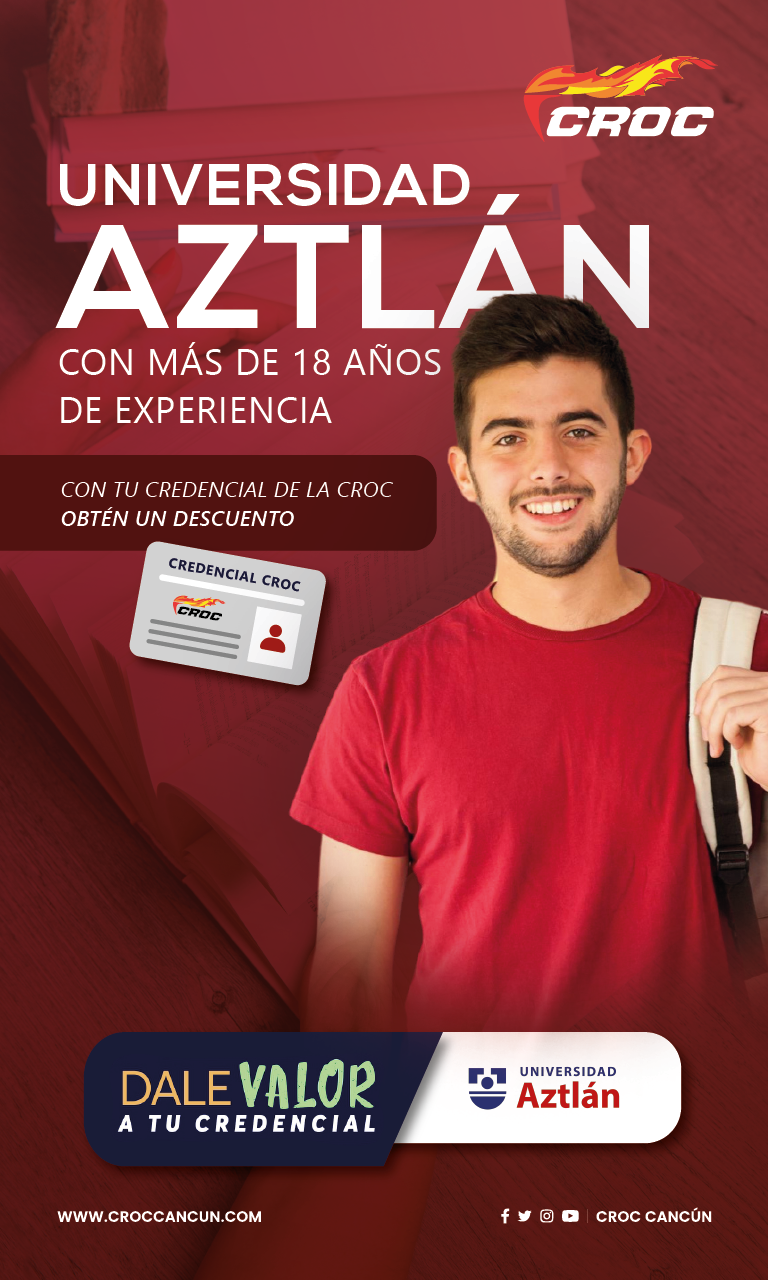 CROC
UNIVERSIDAD
AZTLÁN
CON MÁS DE 18 AÑOS
DE EXPERIENCIA
CON TU CREDENCIAL DE LA CROC
OBTÉN UN DESCUENTO
CREDENCIAL CROC
CROC
DALE VALOR
A TU CREDENCIAL
UNIVERSIDAD
Aztlán
WWW.CROCCANCUN.COM
CROC CANCÚN